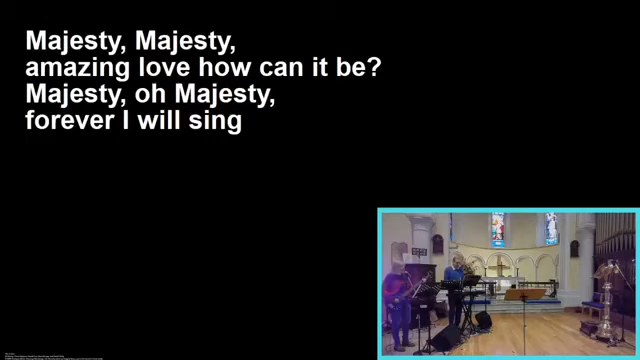 Majesty, Majesty,
amazing love how can it be?
Majesty, oh Majesty,
forever I will sing